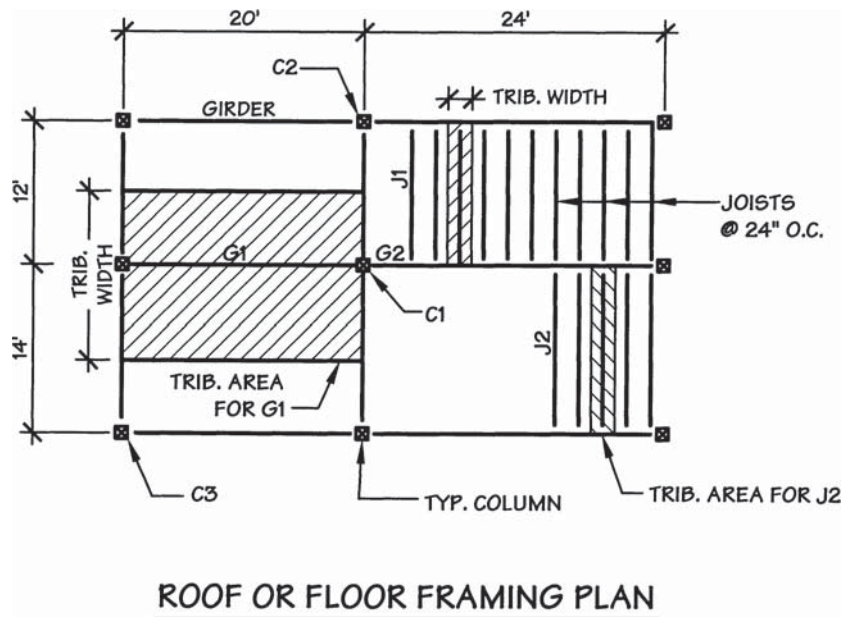 20'
24'
C2
TRIB. WIDTH
GIRDER
12'
J1
JOISTS
@ 24" O.C.
TRIB.
WIDTH
G1
G2
C1
14'
J2
TRIB. AREA
FOR G1
C3
TYP. COLUMN
TRIB. AREA FOR J2
ROOF OR FLOOR FRAMING PLAN